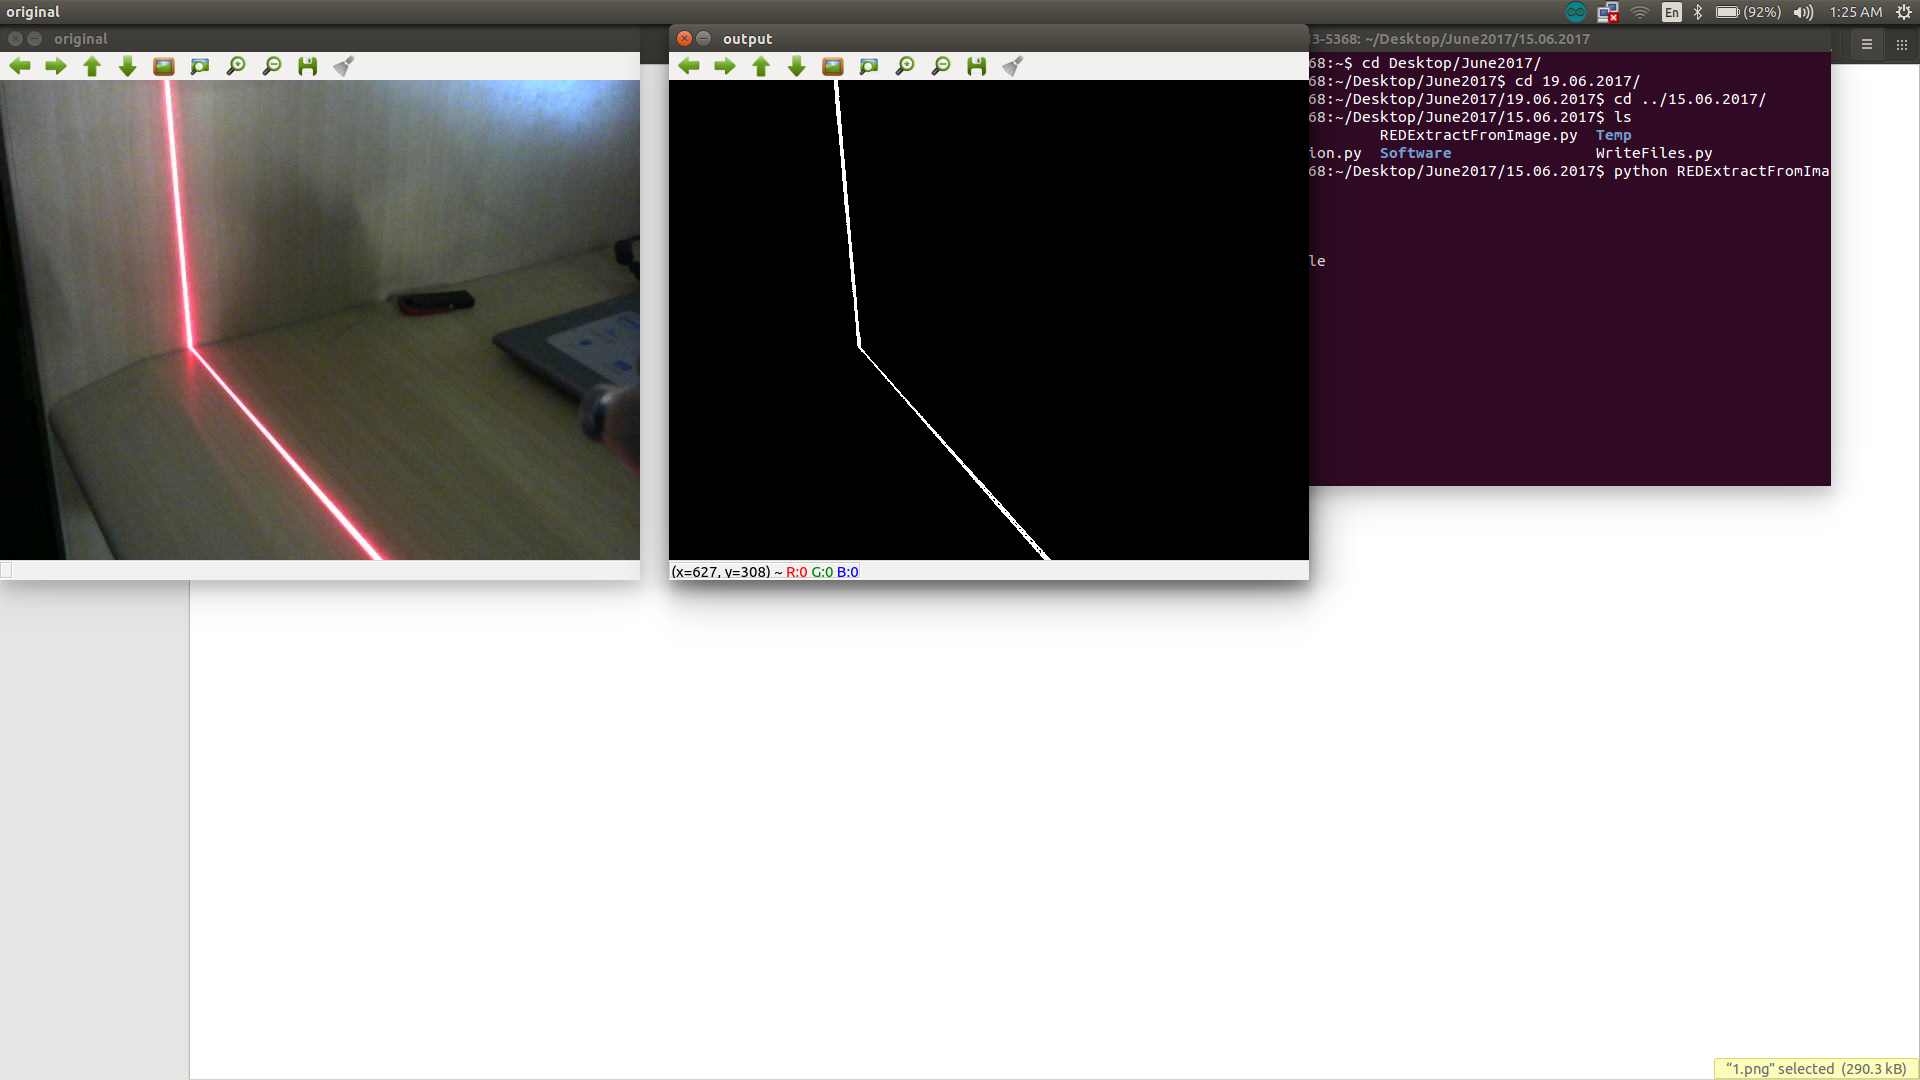 original
En
(92%)
1:25 AM
original
output
3-5368: ~/Desktop/June2017/15.06.2017
68:~$ cd Desktop/June2017/
68:~/Desktop/June2017$ cd 19.06.2017/
68:~/Desktop/June2017/19.06.2017$ cd ../15.06.2017/
68:~/Desktop/June2017/15.06.2017$ ls
REDExtractFromImage.py Temp
ion.py Software WriteFiles.py
68:~/Desktop/June2017/15.06.2017$ python REDExtractFromIma
le
(x=627, y=308) ~ R:0 G:0 B:0
“1.png” selected (290.3 kB)